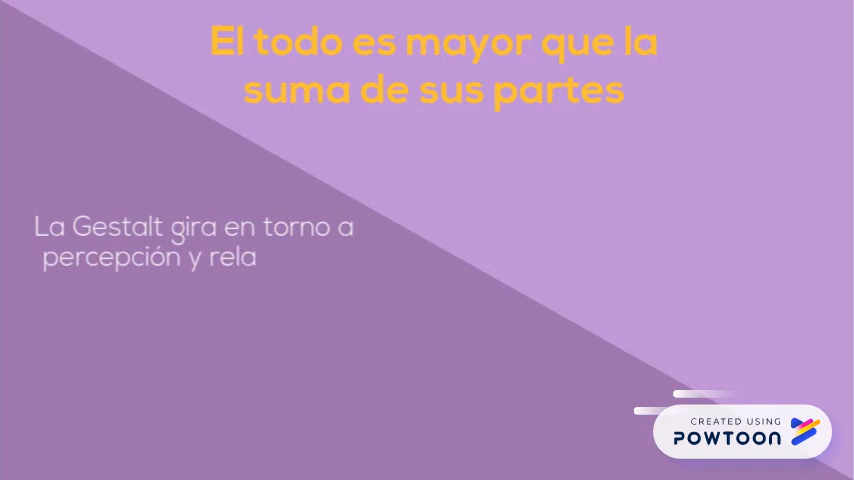 El todo es mayor que la
suma de sus partes
La Gestalt gira en torno a
percepción y rela
CREATED USING
POWTOON